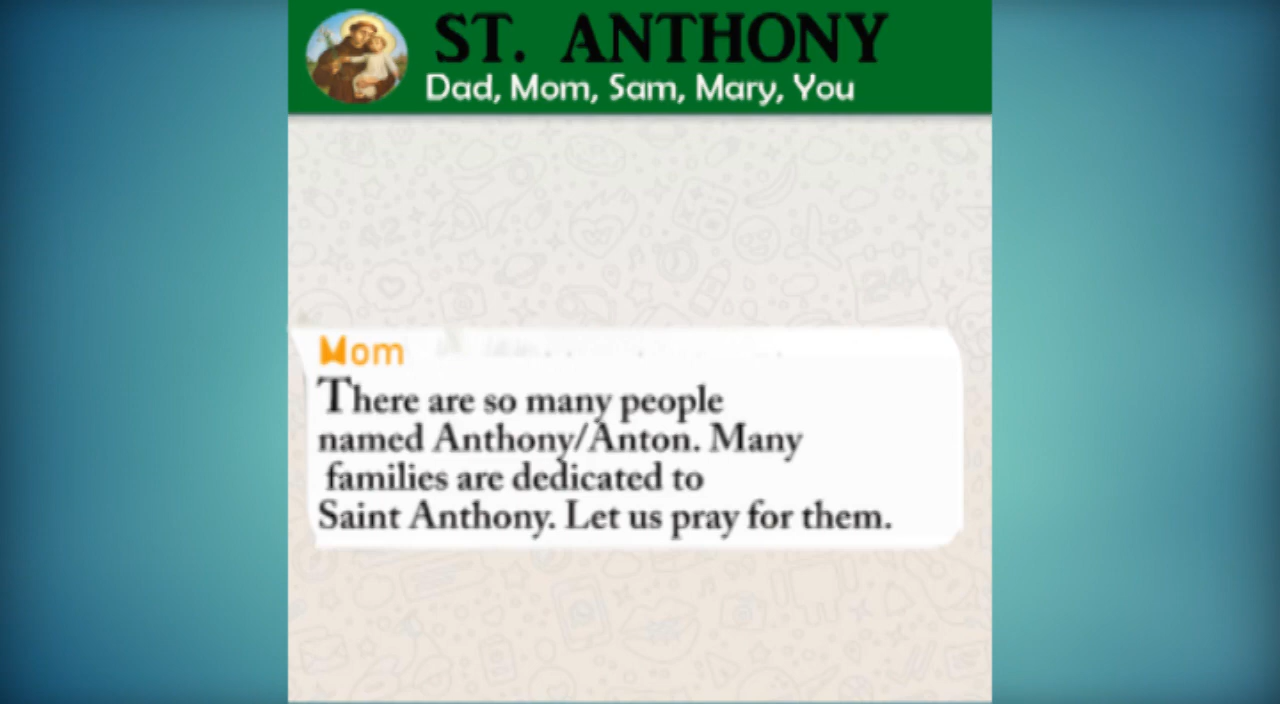 ST. ANTHONY
Dad, Mom, Sam, Mary, You
Mom
There are so many people
named Anthony/Anton. Many
families are dedicated to
Saint Anthony. Let us pray for them.